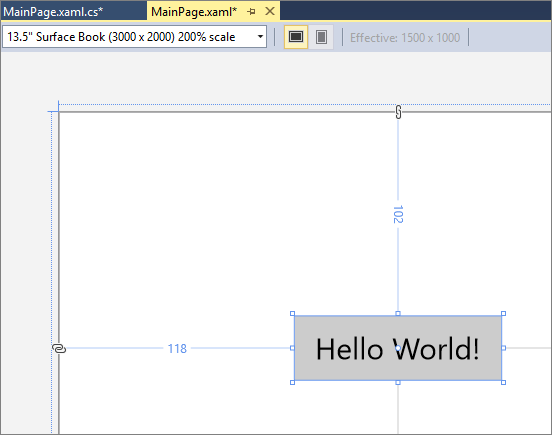 MainPage.xaml.cs* MainPage.xaml*
13.5" Surface Book (3000 x 2000) 200% scale Effective: 1500 x 1000
102
118
Hello World!